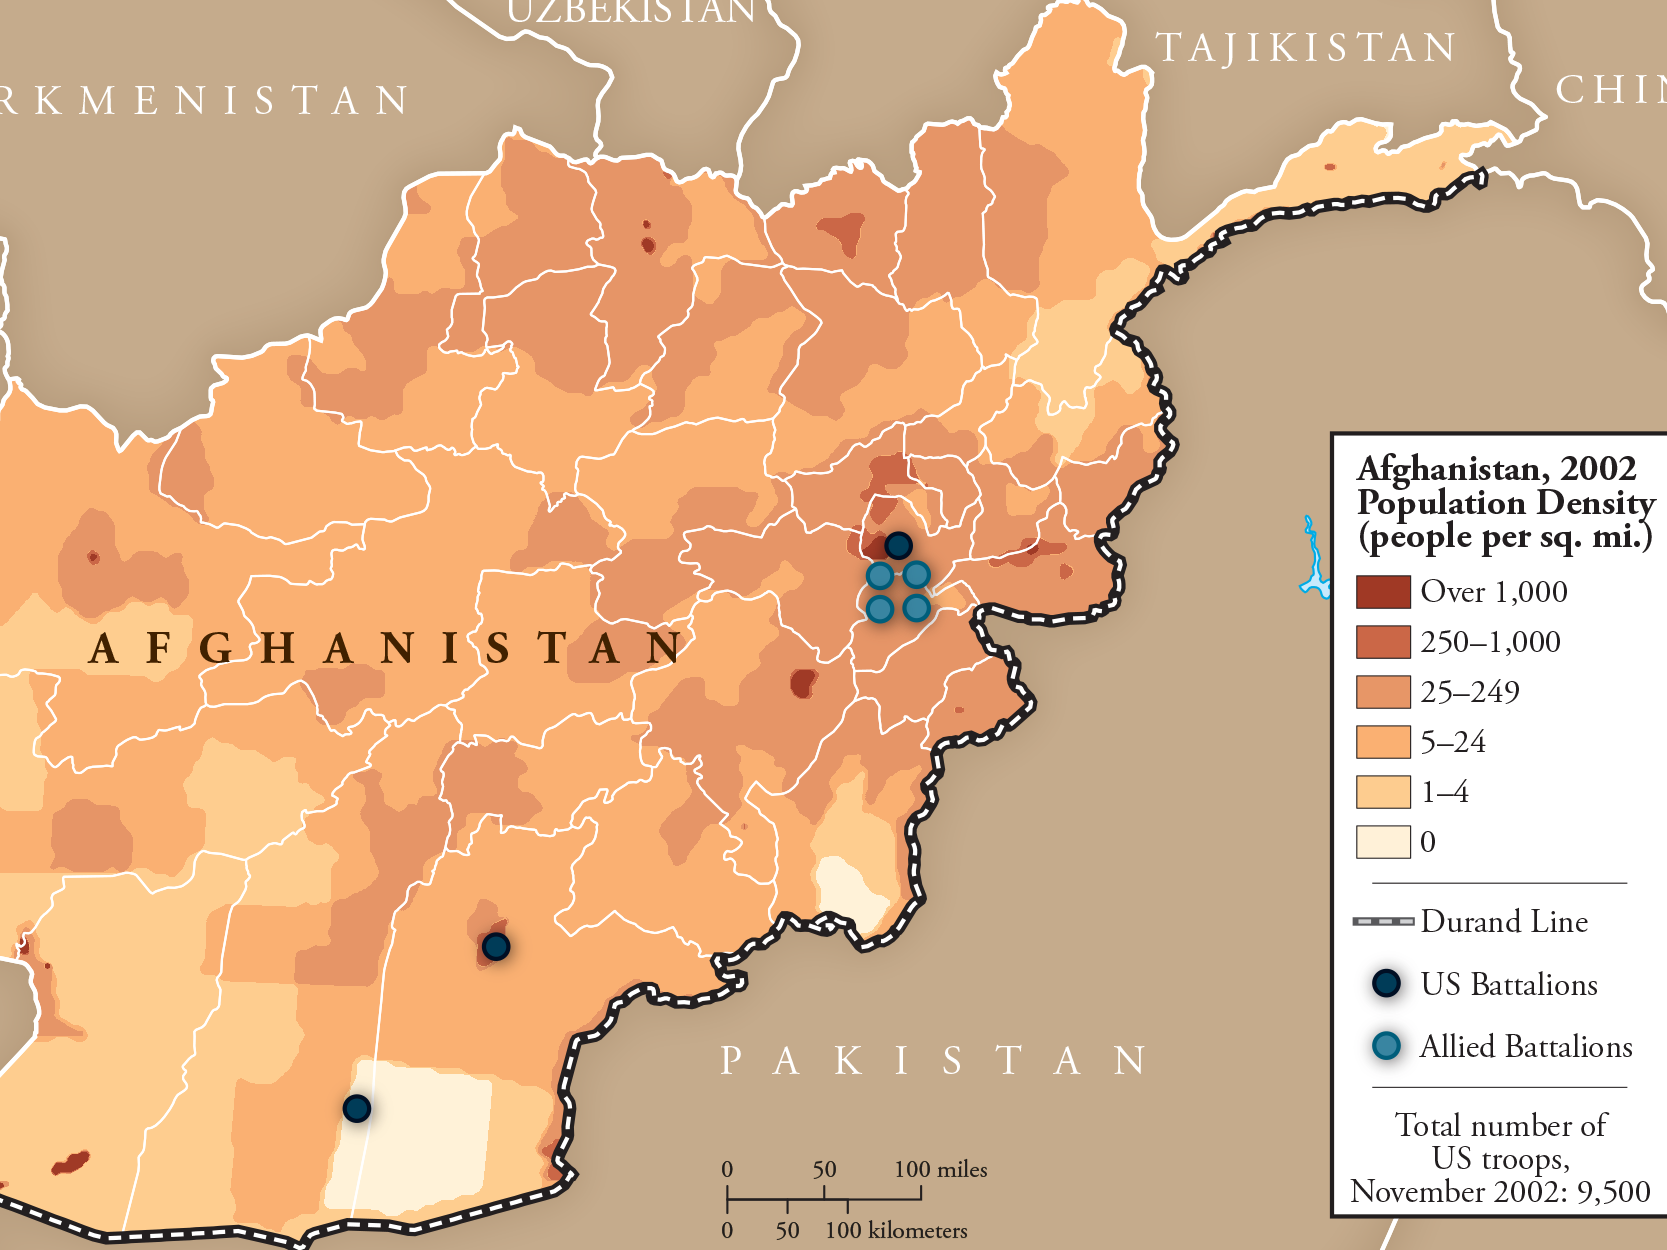 UZBEKISTAN
TAJIKISTAN
RKMENISTAN
CHIN
AFGHANISTAN
PAKISTAN
Afghanistan, 2002
Population Density
(people per sq. mi.)
Over 1,000
250–1,000
25–249
5–24
1–4
0
Durand Line
US Battalions
Allied Battalions
Total number of
US troops,
November 2002: 9,500
0 50 100 miles
0 50 100 kilometers